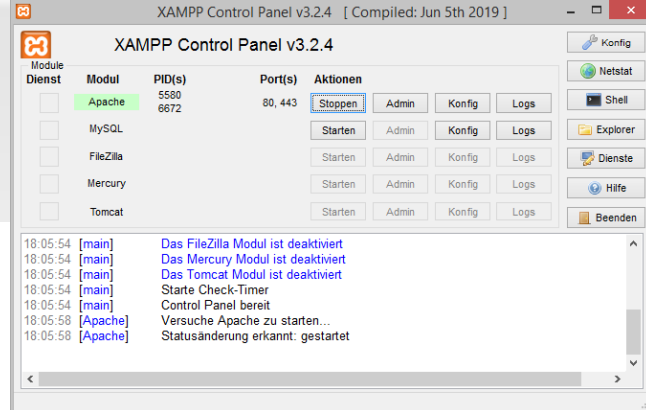 XAMPP Control Panel v3.2.4 [ Compiled: Jun 5th 2019 ]
XAMPP Control Panel v3.2.4
Konfig
Module
Dienst Modul PID(s) Port(s) Aktionen
Netstat
Apache 5580 6672 80, 443 Stoppen Admin Konfig Logs
Shell
MySQL Starten Admin Konfig Logs
Explorer
FileZilla Starten Admin Konfig Logs
Dienste
Mercury Starten Admin Konfig Logs
Hilfe
Tomcat Starten Admin Konfig Logs
Beenden
18:05:54 [main] Das FileZilla Modul ist deaktiviert
18:05:54 [main] Das Mercury Modul ist deaktiviert
18:05:54 [main] Das Tomcat Modul ist deaktiviert
18:05:54 [main] Starte Check-Timer
18:05:54 [main] Control Panel bereit
18:05:58 [Apache] Versuche Apache zu starten...
18:05:58 [Apache] Statusänderung erkannt: gestartet